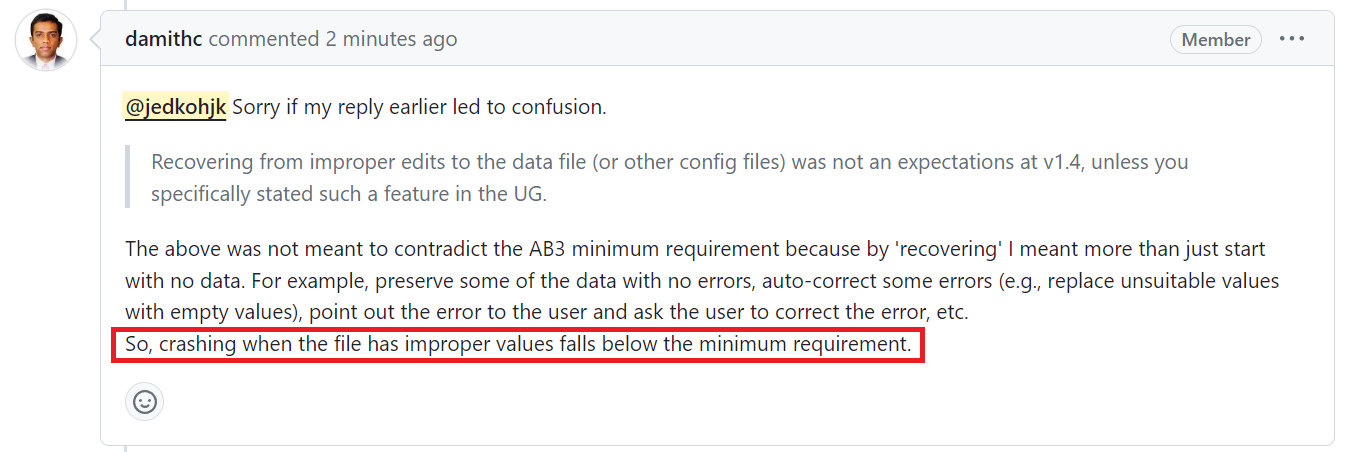 damithc commented 2 minutes ago
Member
@jedkohjk Sorry if my reply earlier led to confusion.
Recovering from improper edits to the data file (or other config files) was not an expectations at v1.4, unless you
specifically stated such a feature in the UG.
The above was not meant to contradict the AB3 minimum requirement because by 'recovering' I meant more than just start
with no data. For example, preserve some of the data with no errors, auto-correct some errors (e.g., replace unsuitable values
with empty values), point out the error to the user and ask the user to correct the error, etc.
So, crashing when the file has improper values falls below the minimum requirement.